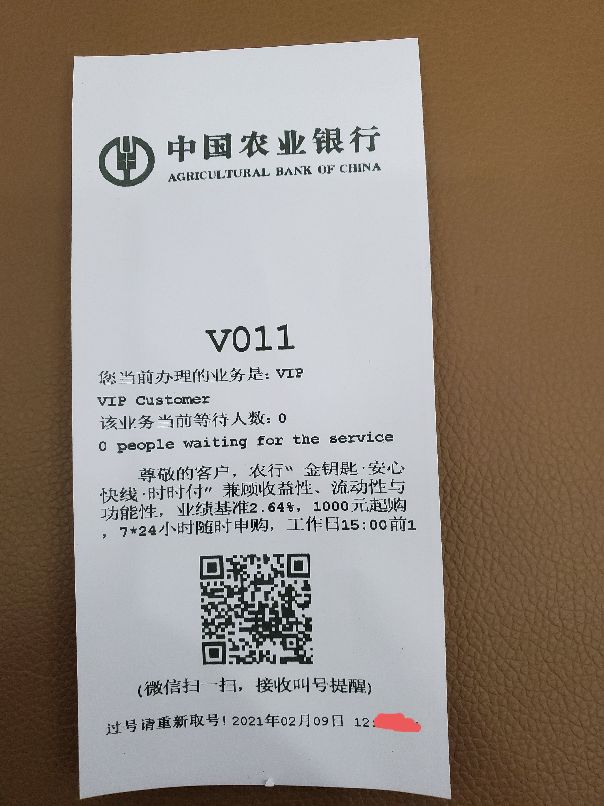 中国农业银行
AGRICULTURAL BANK OF CHINA
V011
您当前办理的业务是：VIP
VIP Customer
该业务当前等待人数：0
0 people waiting for the service
尊敬的客户，农行"金钥匙·安心
快线·时时付"兼顾收益性、流动性与
功能性，业绩基准2.64%，1000元起购
，7*24小时随时申购，工作日15:00前1
(微信扫一扫，接收叫号提醒)
过号请重新取号！2021年02月09日 12: